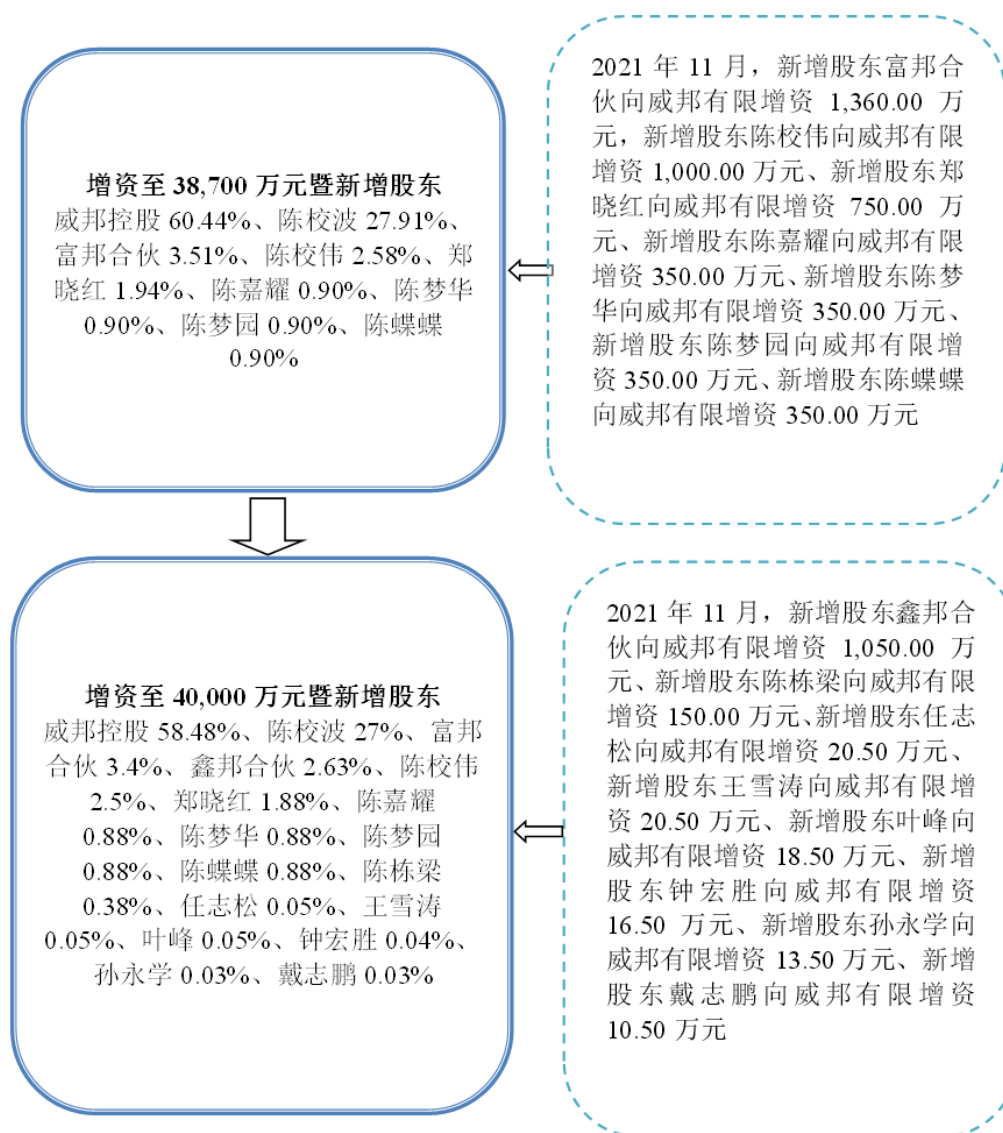 增资至 38,700 万元暨新增股东
威邦控股 60.44%、陈校波 27.91%、
富邦合伙 3.51%、陈校伟 2.58%、郑
晓红 1.94%、陈嘉耀 0.90%、陈梦华
0.90%、陈梦园 0.90%、陈蝶蝶
0.90%
2021 年 11 月，新增股东富邦合
伙向威邦有限增资 1,360.00 万
元，新增股东陈校伟向威邦有限
增资 1,000.00 万元、新增股东郑
晓红向威邦有限增资 750.00 万
元、新增股东陈嘉耀向威邦有限
增资 350.00 万元、新增股东陈梦
华向威邦有限增资 350.00 万元、
新增股东陈梦园向威邦有限增
资 350.00 万元、新增股东陈蝶蝶
向威邦有限增资 350.00 万元
增资至 40,000 万元暨新增股东
威邦控股 58.48%、陈校波 27%、富邦
合伙 3.4%、鑫邦合伙 2.63%、陈校伟
2.5%、郑晓红 1.88%、陈嘉耀
0.88%、陈梦华 0.88%、陈梦园
0.88%、陈蝶蝶 0.88%、陈栋梁
0.38%、任志松 0.05%、王雪涛
0.05%、叶峰 0.05%、钟宏胜 0.04%、
孙永学 0.03%、戴志鹏 0.03%
2021 年 11 月，新增股东鑫邦合
伙向威邦有限增资 1,050.00 万
元、新增股东陈栋梁向威邦有限
增资 150.00 万元、新增股东任志
松向威邦有限增资 20.50 万元、
新增股东王雪涛向威邦有限增
资 20.50 万元、新增股东叶峰向
威邦有限增资 18.50 万元、新增
股东钟宏胜向威邦有限增资
16.50 万元、新增股东孙永学向
威邦有限增资 13.50 万元、新增
股东戴志鹏向威邦有限增资
10.50 万元